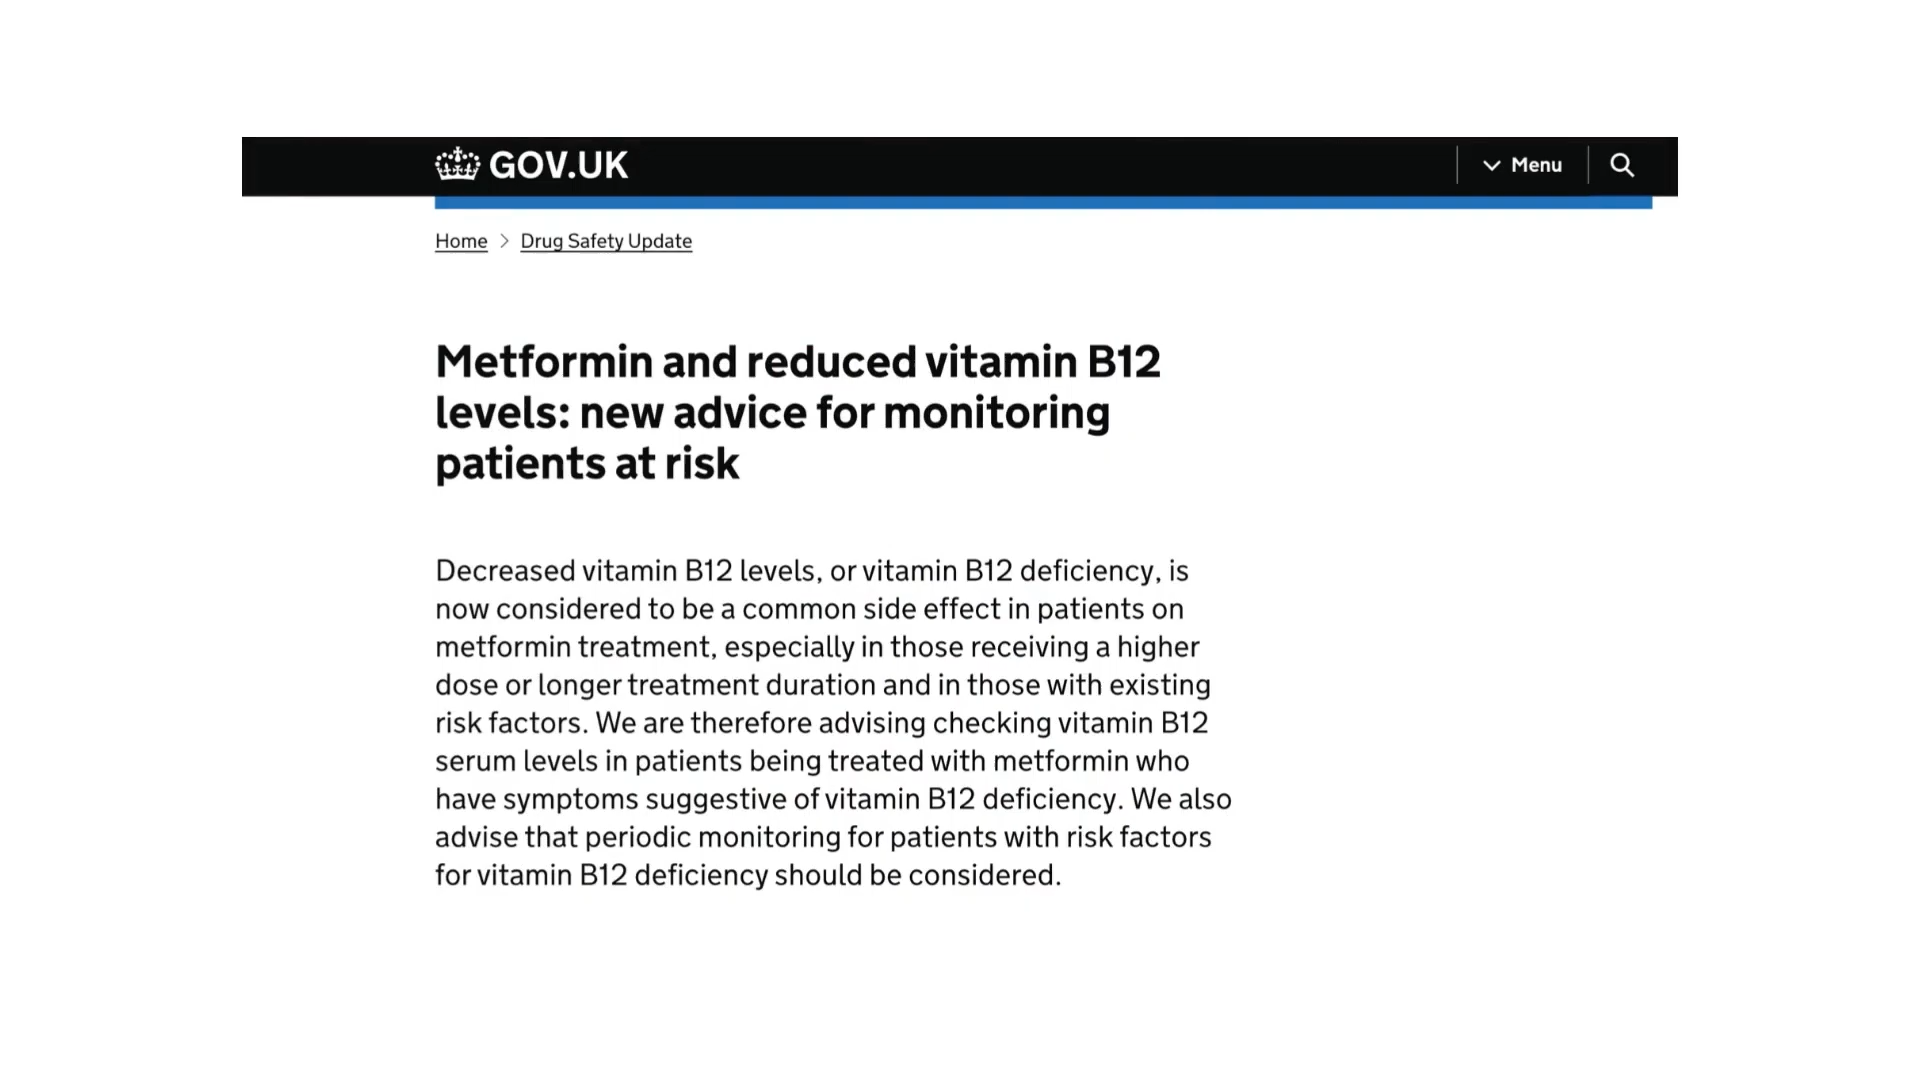 GOV.UK
Menu
Home > Drug Safety Update
Metformin and reduced vitamin B12
levels: new advice for monitoring
patients at risk
Decreased vitamin B12 levels, or vitamin B12 deficiency, is
now considered to be a common side effect in patients on
metformin treatment, especially in those receiving a higher
dose or longer treatment duration and in those with existing
risk factors. We are therefore advising checking vitamin B12
serum levels in patients being treated with metformin who
have symptoms suggestive of vitamin B12 deficiency. We also
advise that periodic monitoring for patients with risk factors
for vitamin B12 deficiency should be considered.